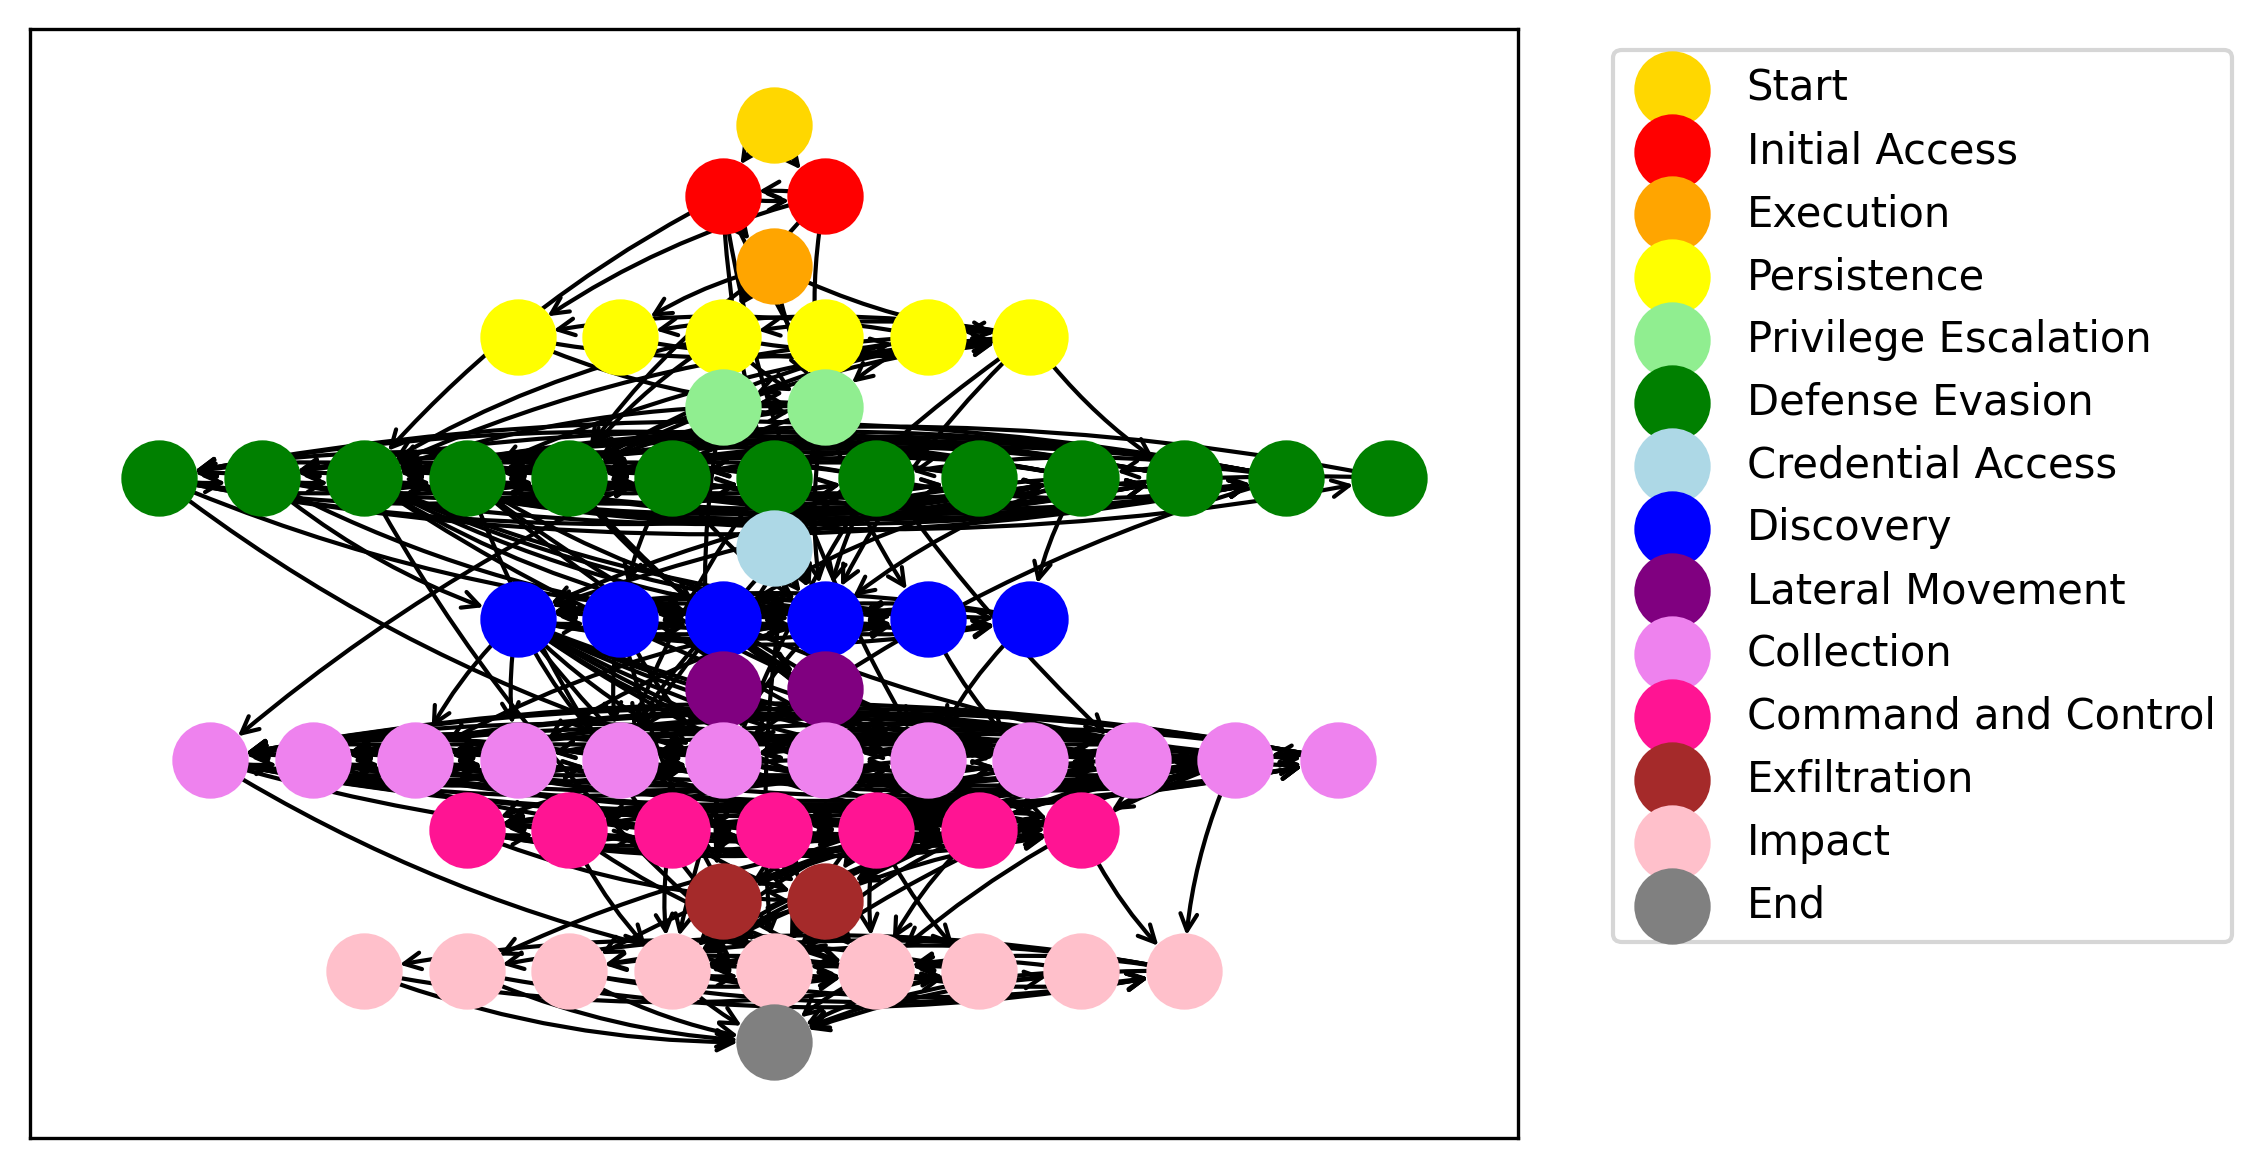 Start
Initial Access
Execution
Persistence
Privilege Escalation
Defense Evasion
Credential Access
Discovery
Lateral Movement
Collection
Command and Control
Exfiltration
Impact
End